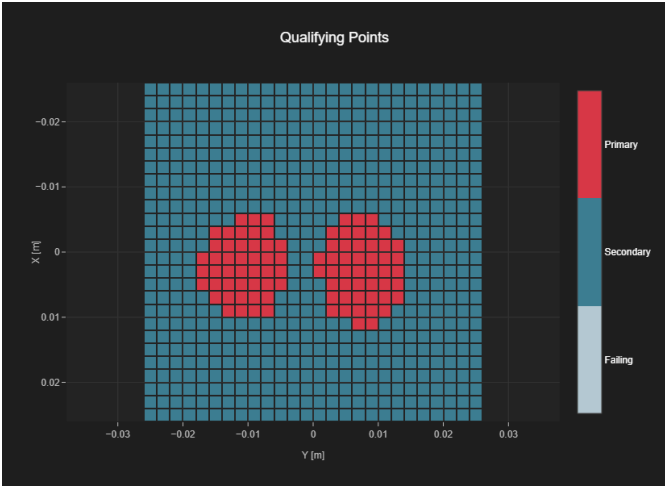 Qualifying Points
−0.02
−0.01
0
0.01
0.02
X [m]
−0.03
−0.02
−0.01
0
0.01
0.02
0.03
Y [m]
Primary
Secondary
Failing